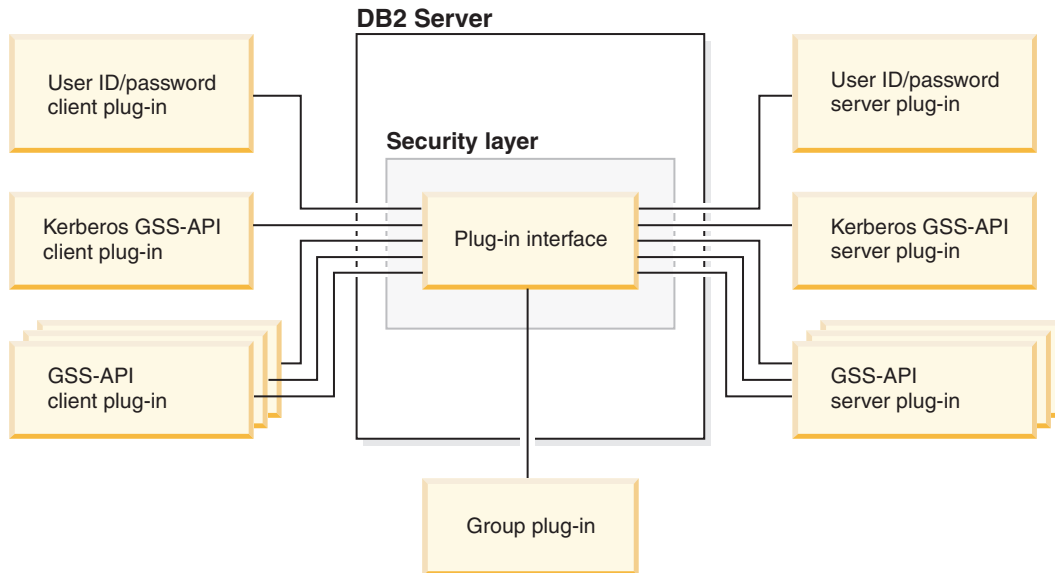 DB2 Server
User ID/password
client plug-in
User ID/password
server plug-in
Security layer
Kerberos GSS-API
client plug-in
Plug-in interface
Kerberos GSS-API
server plug-in
GSS-API
client plug-in
GSS-API
server plug-in
Group plug-in